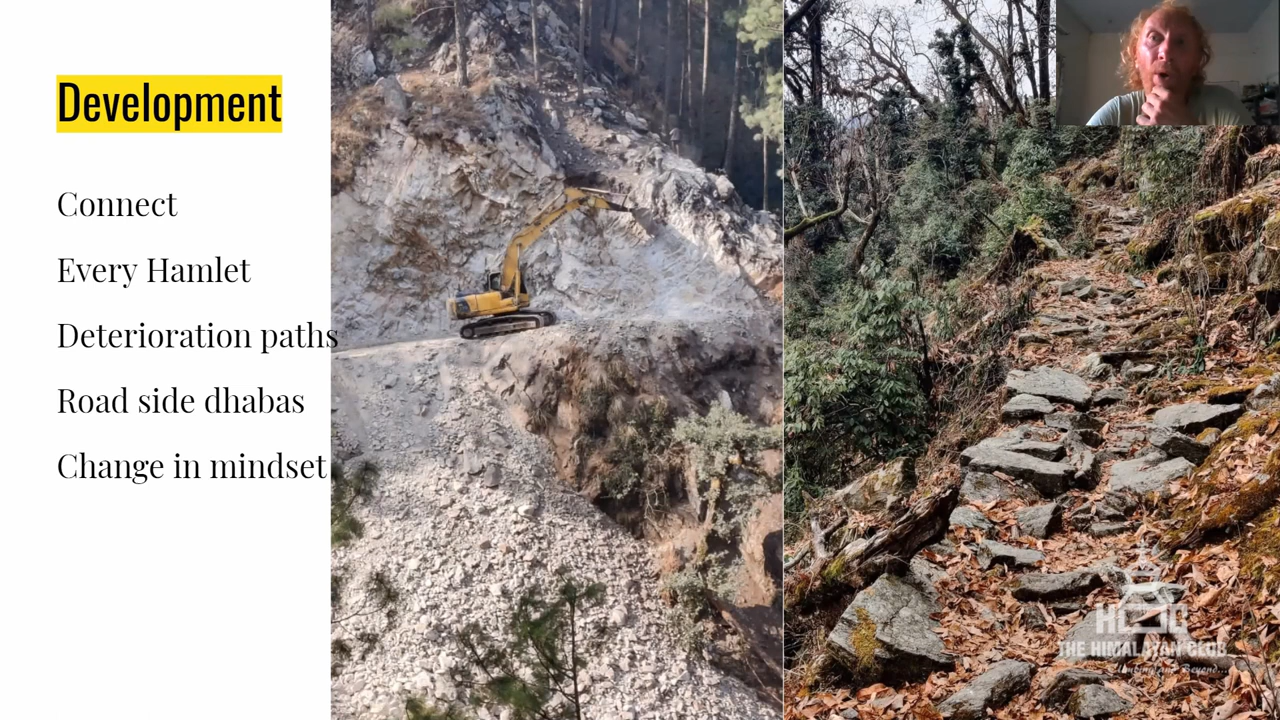 Development
Connect
Every Hamlet
Deterioration paths
Road side dhabas
Change in mindset
THE HIMALAYAN CLUB